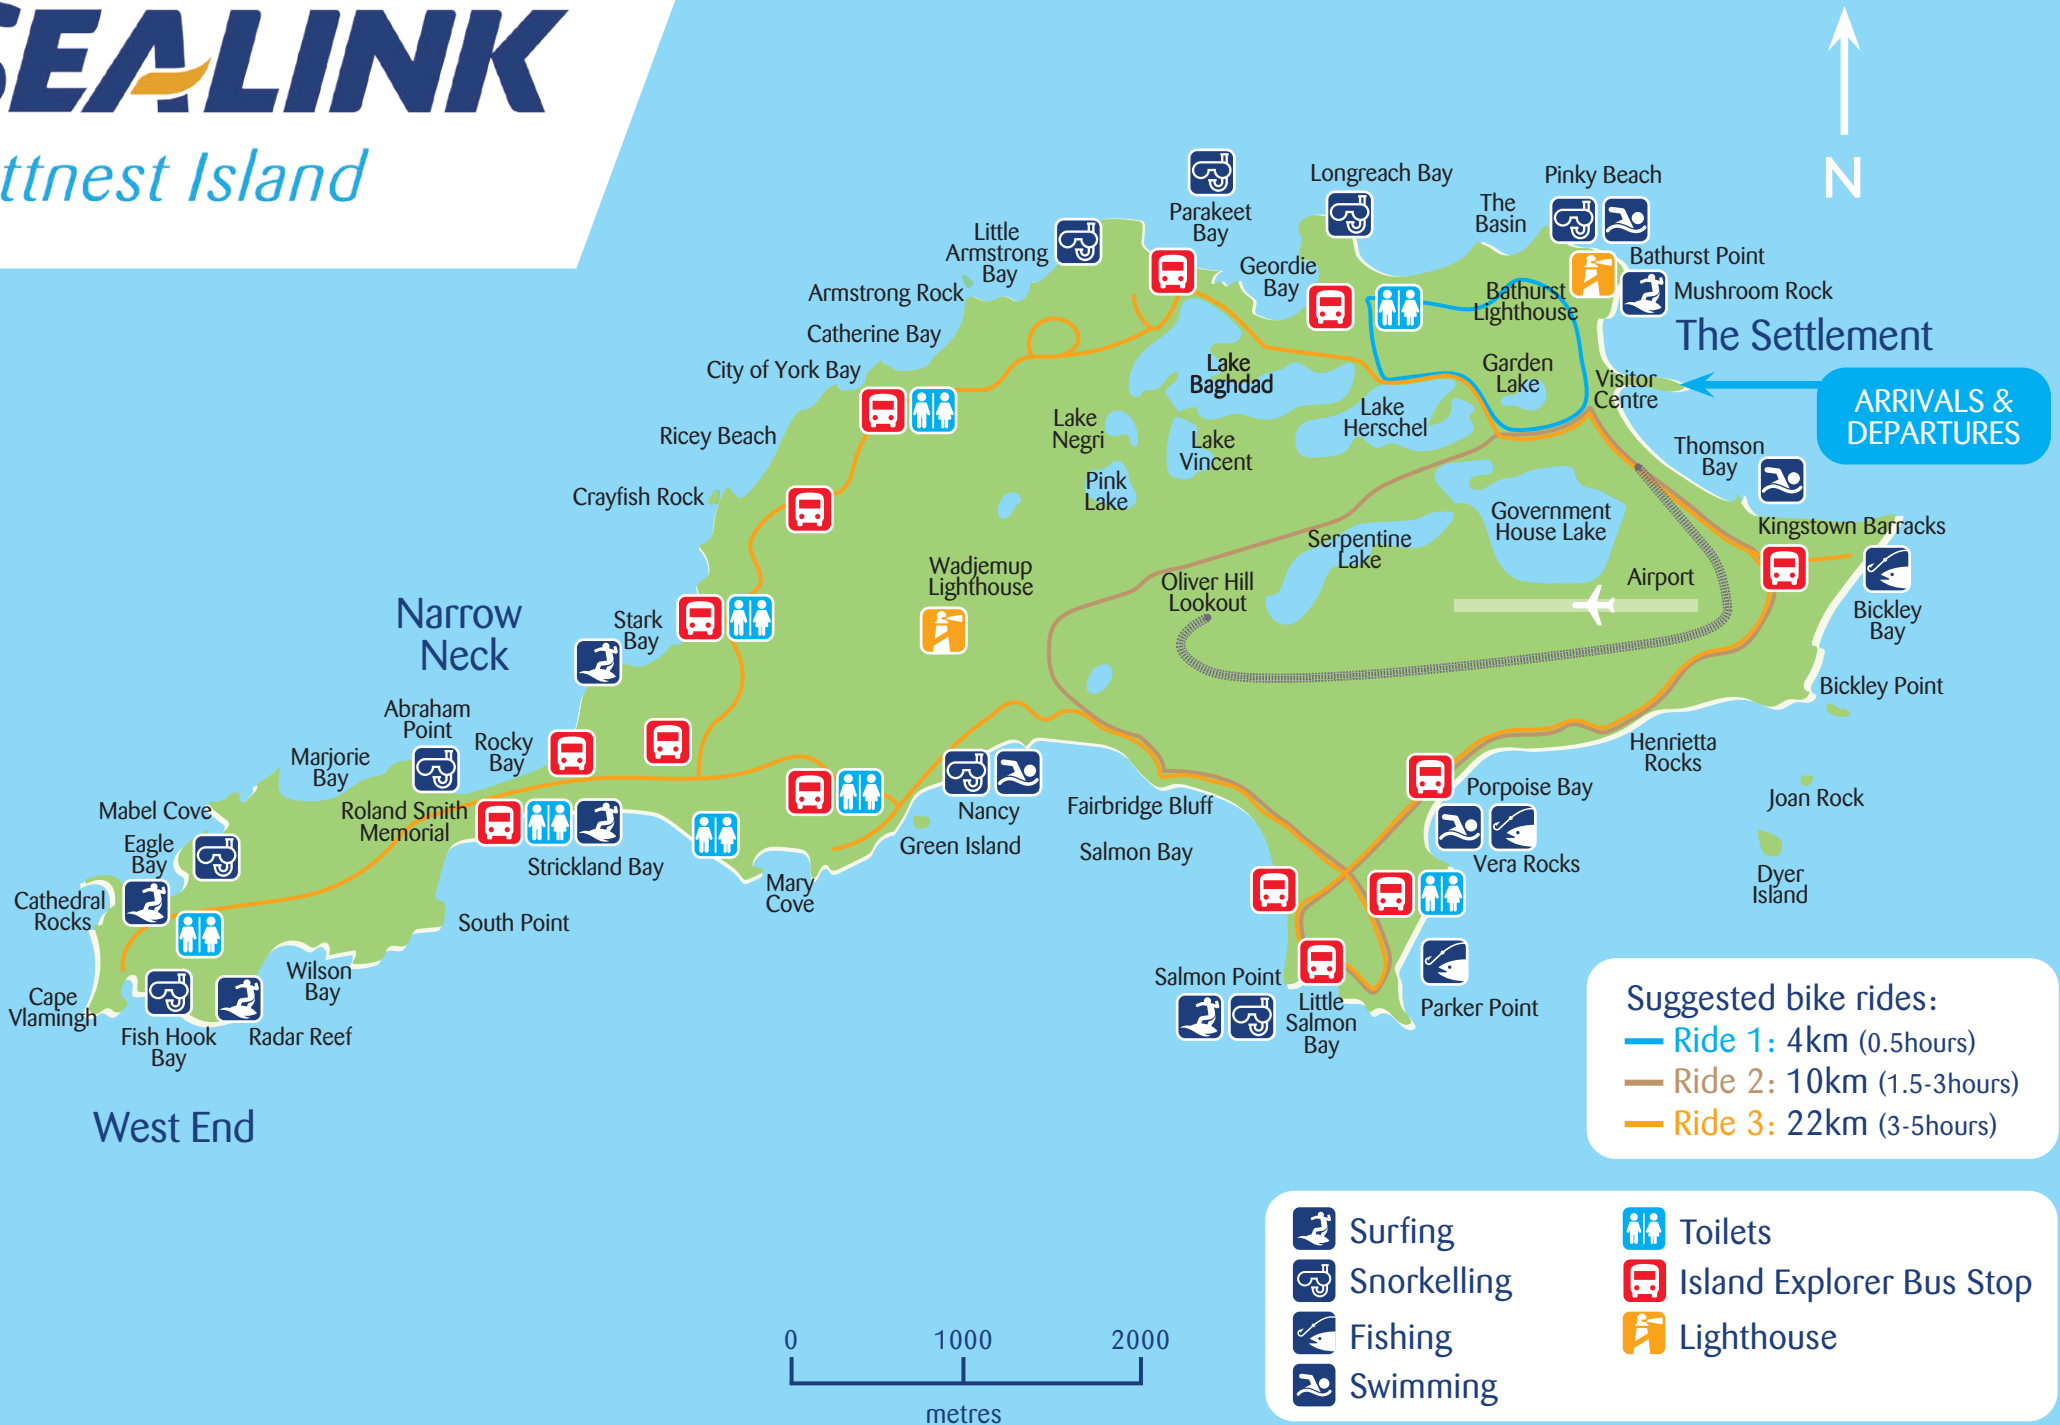 SEALINK
ttnest Island
N
Longreach Bay
Pinky Beach
Parakeet
Bay
The
Basin
Little
Armstrong
Bay
Bathurst Point
Geordie
Bay
Armstrong Rock
Bathurst
Lighthouse
Mushroom Rock
The Settlement
Catherine Bay
City of York Bay
Lake
Baghdad
Garden
Lake
Visitor
Centre
ARRIVALS &
DEPARTURES
Lake
Negri
Lake
Herschel
Ricey Beach
Lake
Vincent
Thomson
Bay
Pink
Lake
Crayfish Rock
Government
House Lake
Kingstown Barracks
Serpentine
Lake
Wadjemup
Lighthouse
Oliver Hill
Lookout
Airport
Narrow
Neck
Stark
Bay
Bickley
Bay
Bickley Point
Abraham
Point
Rocky
Bay
Marjorie
Bay
Henrietta
Rocks
Mabel Cove
Roland Smith
Memorial
Nancy
Fairbridge Bluff
Porpoise Bay
Joan Rock
Eagle
Bay
Green Island
Salmon Bay
Strickland Bay
Vera Rocks
Mary
Cove
Dyer
Island
Cathedral
Rocks
South Point
Wilson
Bay
Salmon Point
Cape
Vlamingh
Little
Salmon
Bay
Parker Point
Fish Hook
Bay
Radar Reef
West End
Suggested bike rides:
Ride 1: 4km (0.5hours)
Ride 2: 10km (1.5-3hours)
Ride 3: 22km (3-5hours)
Surfing
Snorkelling
Fishing
Swimming
Toilets
Island Explorer Bus Stop
Lighthouse
0 1000 2000
metres